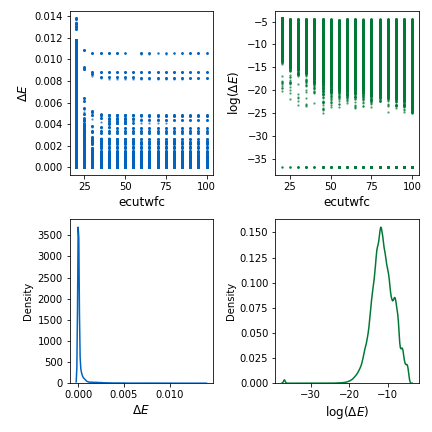 0.014
0.012
0.010
0.008
0.006
0.004
0.002
0.000
ΔE
25 50 75 100
ecutwfc
−5
−10
−15
−20
−25
−30
−35
log(ΔE)
25 50 75 100
ecutwfc
3500
3000
2500
2000
1500
1000
500
0
Density
0.000 0.005 0.010
ΔE
0.150
0.125
0.100
0.075
0.050
0.025
0.000
Density
−30 −20 −10
log(ΔE)